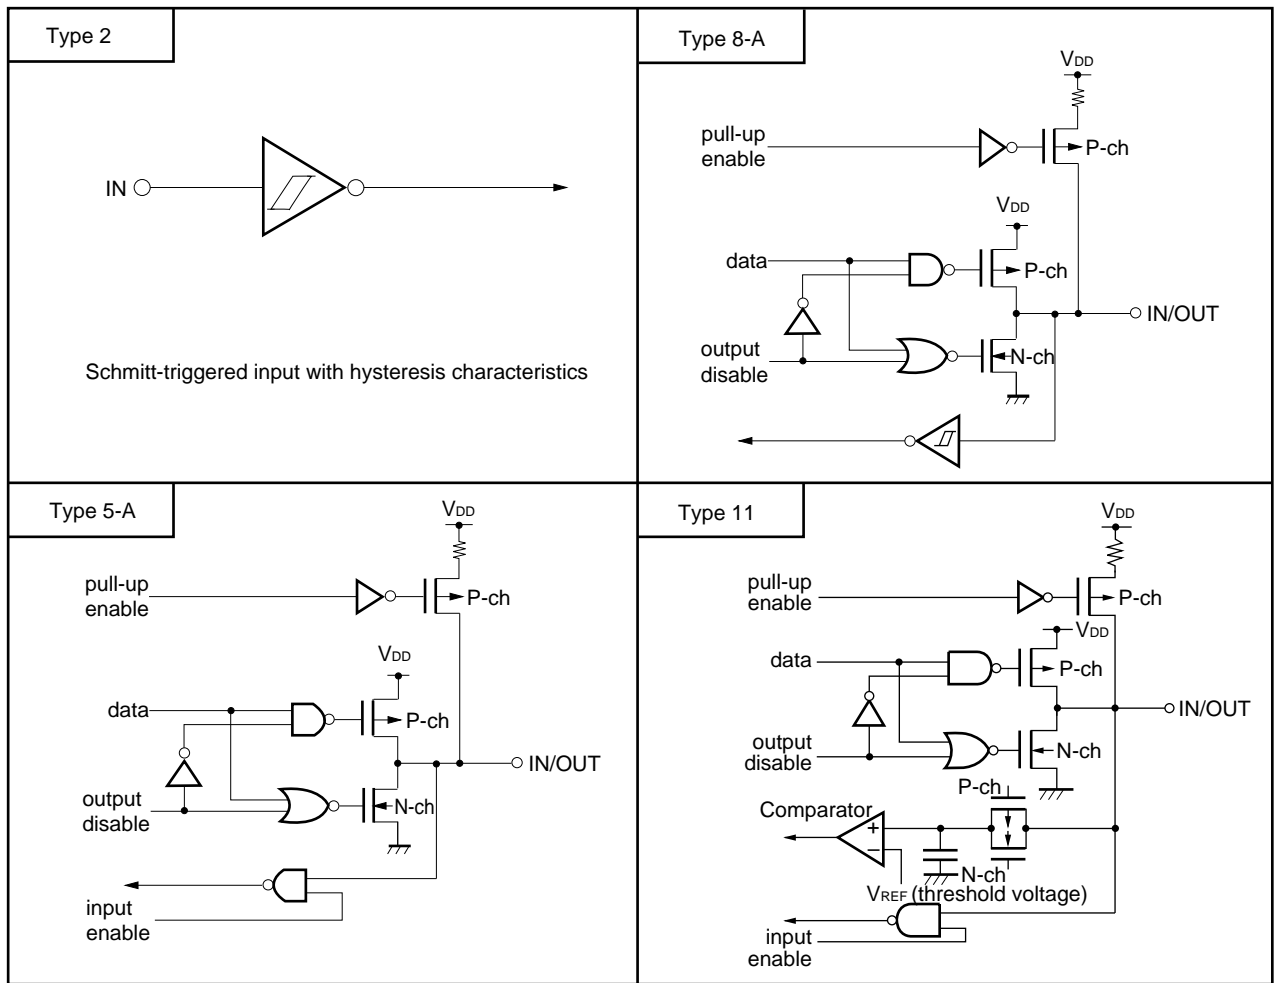 Type 2
IN
Schmitt-triggered input with hysteresis characteristics
Type 8-A
VDD
pull-up
enable
P-ch
VDD
data
P-ch
IN/OUT
output
disable
N-ch
Type 5-A
VDD
pull-up
enable
P-ch
VDD
data
P-ch
IN/OUT
output
disable
N-ch
input
enable
Type 11
VDD
pull-up
enable
P-ch
VDD
data
P-ch
IN/OUT
output
disable
N-ch
P-ch
Comparator
+
−
N-ch
VREF (threshold voltage)
input
enable